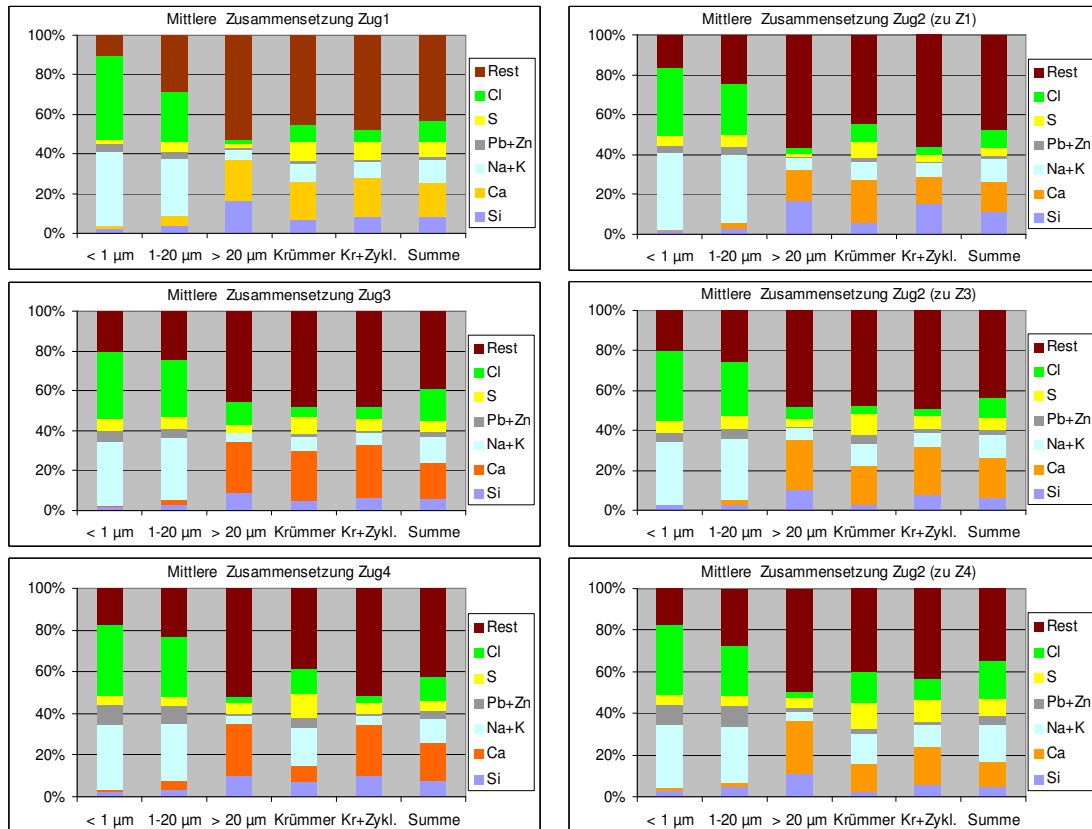 Mittlere Zusammensetzung Zug1
100%
80%
60%
40%
20%
0%
< 1 µm 1-20 µm > 20 µm Krümmer Kr+Zykl. Summe
Rest
Cl
S
Pb+Zn
Na+K
Ca
Si
Mittlere Zusammensetzung Zug2 (zu Z1)
100%
80%
60%
40%
20%
0%
< 1 µm 1-20 µm > 20 µm Krümmer Kr+Zykl. Summe
Rest
Cl
S
Pb+Zn
Na+K
Ca
Si
Mittlere Zusammensetzung Zug3
100%
80%
60%
40%
20%
0%
< 1 µm 1-20 µm > 20 µm Krümmer Kr+Zykl. Summe
Rest
Cl
S
Pb+Zn
Na+K
Ca
Si
Mittlere Zusammensetzung Zug2 (zu Z3)
100%
80%
60%
40%
20%
0%
< 1 µm 1-20 µm > 20 µm Krümmer Kr+Zykl. Summe
Rest
Cl
S
Pb+Zn
Na+K
Ca
Si
Mittlere Zusammensetzung Zug4
100%
80%
60%
40%
20%
0%
< 1 µm 1-20 µm > 20 µm Krümmer Kr+Zykl. Summe
Rest
Cl
S
Pb+Zn
Na+K
Ca
Si
Mittlere Zusammensetzung Zug2 (zu Z4)
100%
80%
60%
40%
20%
0%
< 1 µm 1-20 µm > 20 µm Krümmer Kr+Zykl. Summe
Rest
Cl
S
Pb+Zn
Na+K
Ca
Si